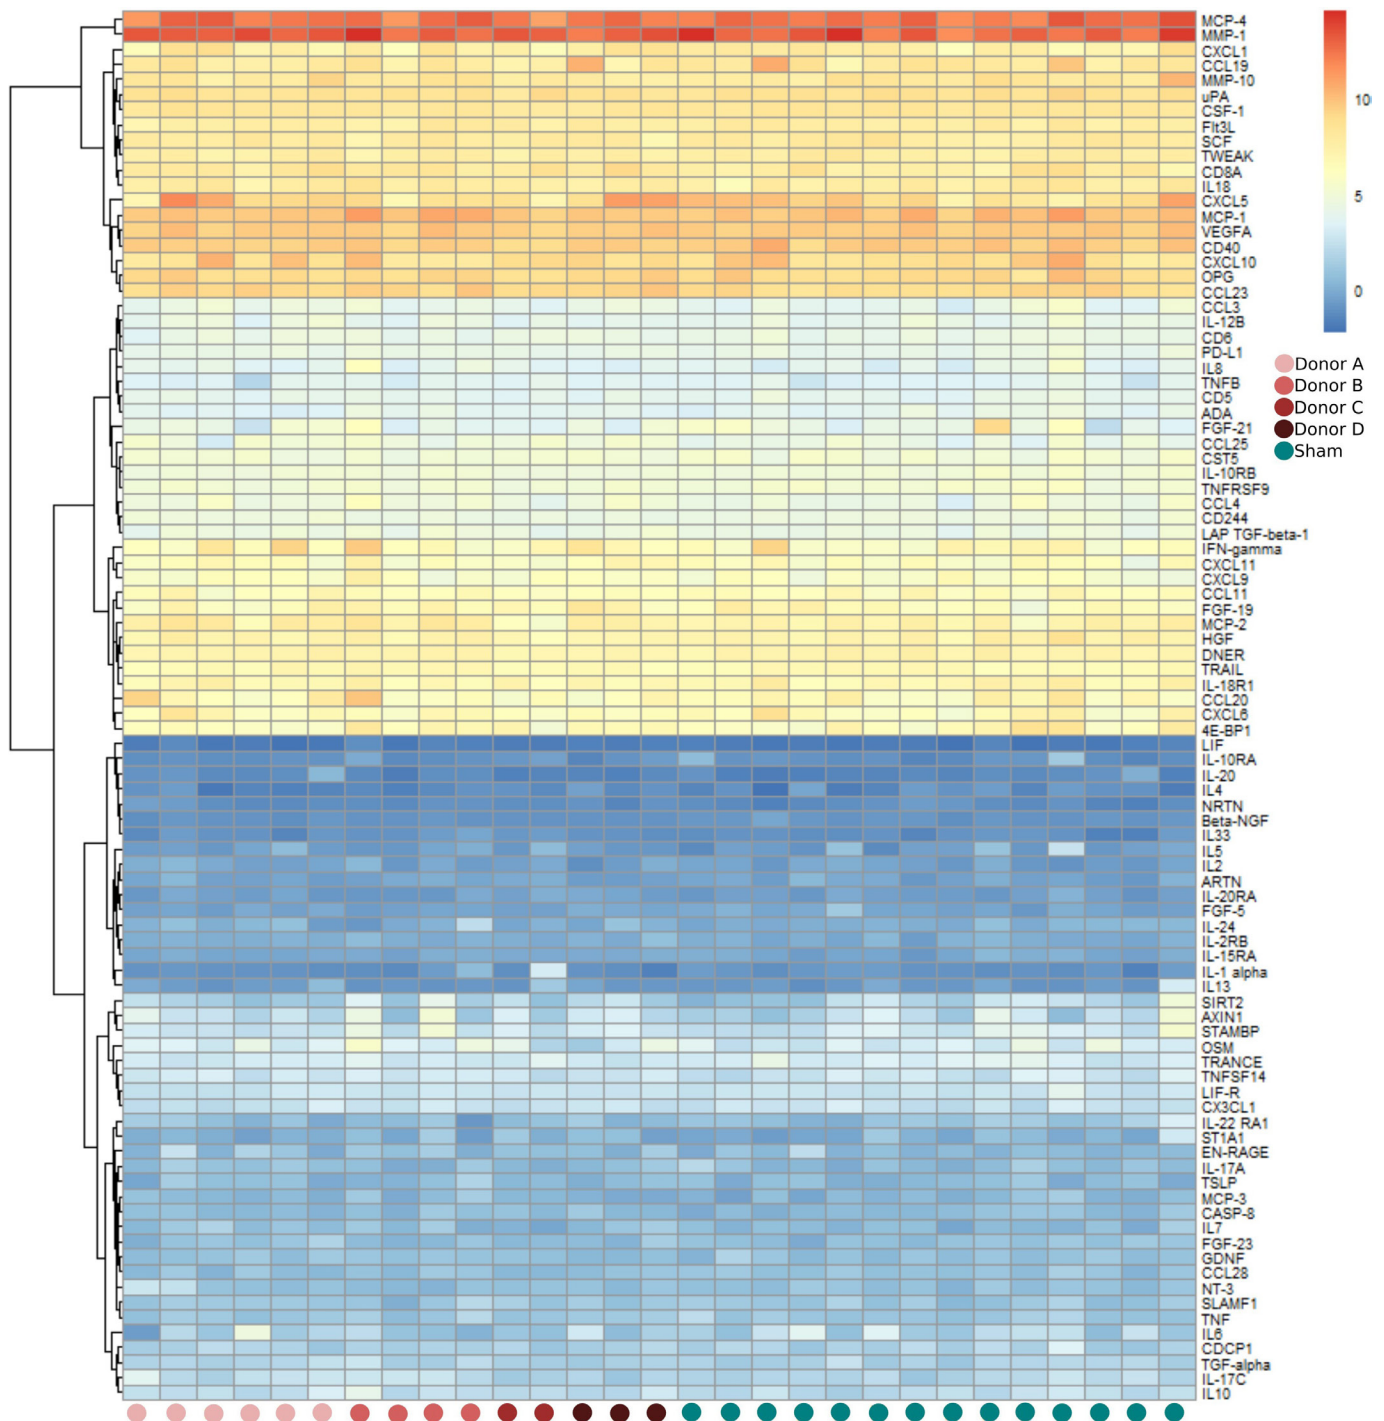 MCP-4
MMP-1
CXCL1
CCL19
MMP-10
uPA
CSF-1
Flt3L
SCF
TWEAK
CD8A
IL18
CXCL5
MCP-1
VEGFA
CD40
CXCL10
OPG
CCL23
CCL3
IL-12B
CD6
PD-L1
IL8
TNFB
CD5
ADA
FGF-21
CCL25
CST5
IL-10RB
TNFRSF9
CCL4
CD244
LAP TGF-beta-1
IFN-gamma
CXCL11
CXCL9
CCL11
FGF-19
MCP-2
HGF
DNER
TRAIL
IL-18R1
CCL20
CXCL6
4E-BP1
LIF
IL-10RA
IL-20
IL4
NRTN
Beta-NGF
IL33
IL5
IL2
ARTN
IL-20RA
FGF-5
IL-24
IL-2RB
IL-15RA
IL-1 alpha
IL13
SIRT2
AXIN1
STAMBP
OSM
TRANCE
TNFSF14
LIF-R
CX3CL1
IL-22 RA1
ST1A1
EN-RAGE
IL-17A
TSLP
MCP-3
CASP-8
IL7
FGF-23
GDNF
CCL28
NT-3
SLAMF1
TNF
IL6
CDCP1
TGF-alpha
IL-17C
IL10
10
5
0
Donor A
Donor B
Donor C
Donor D
Sham